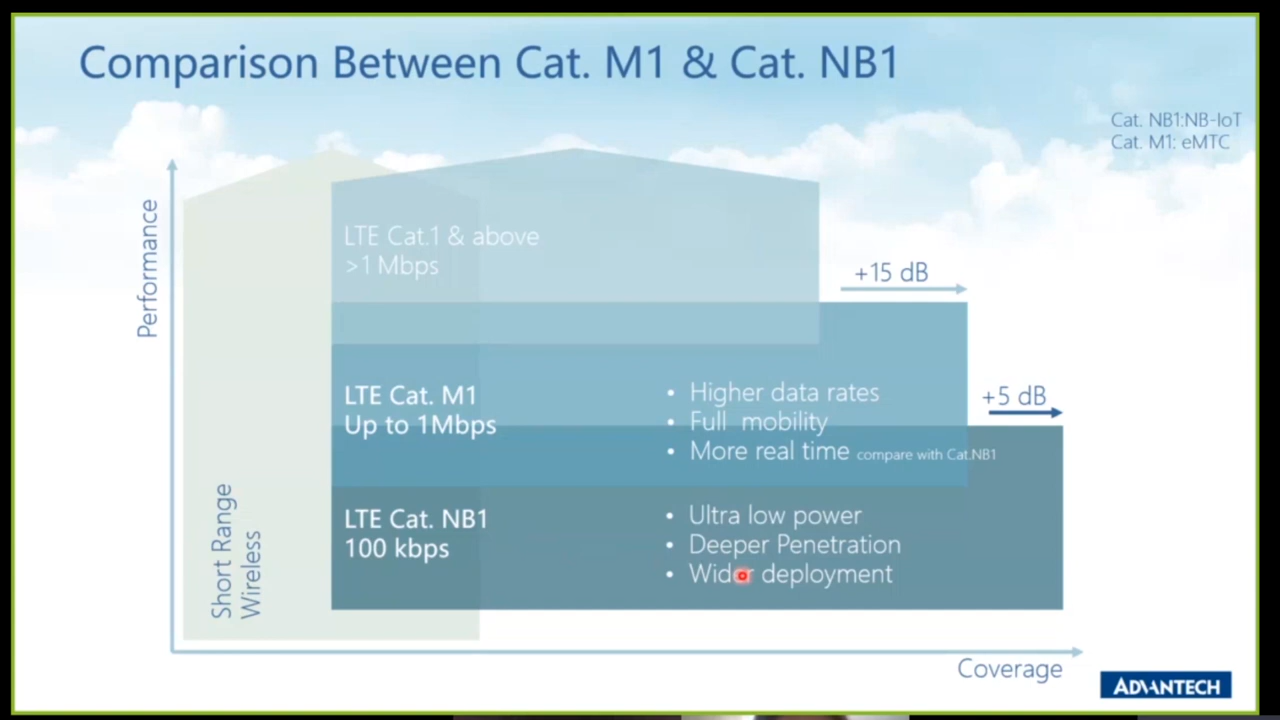 Comparison Between Cat. M1 & Cat. NB1
Cat. NB1:NB-IoT
Cat. M1: eMTC
Performance
LTE Cat.1 & above
>1 Mbps
+15 dB
LTE Cat. M1
Up to 1Mbps
• Higher data rates
• Full mobility
• More real time compare with Cat.NB1
+5 dB
LTE Cat. NB1
100 kbps
• Ultra low power
• Deeper Penetration
• Wider deployment
Short Range
Wireless
Coverage
ADVANTECH